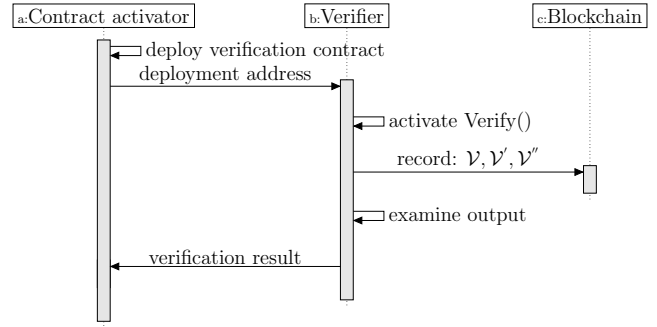 a:Contract activator
b:Verifier
c:Blockchain
deploy verification contract
deployment address
activate Verify()
record: 𝒱, 𝒱′, 𝒱″
examine output
verification result